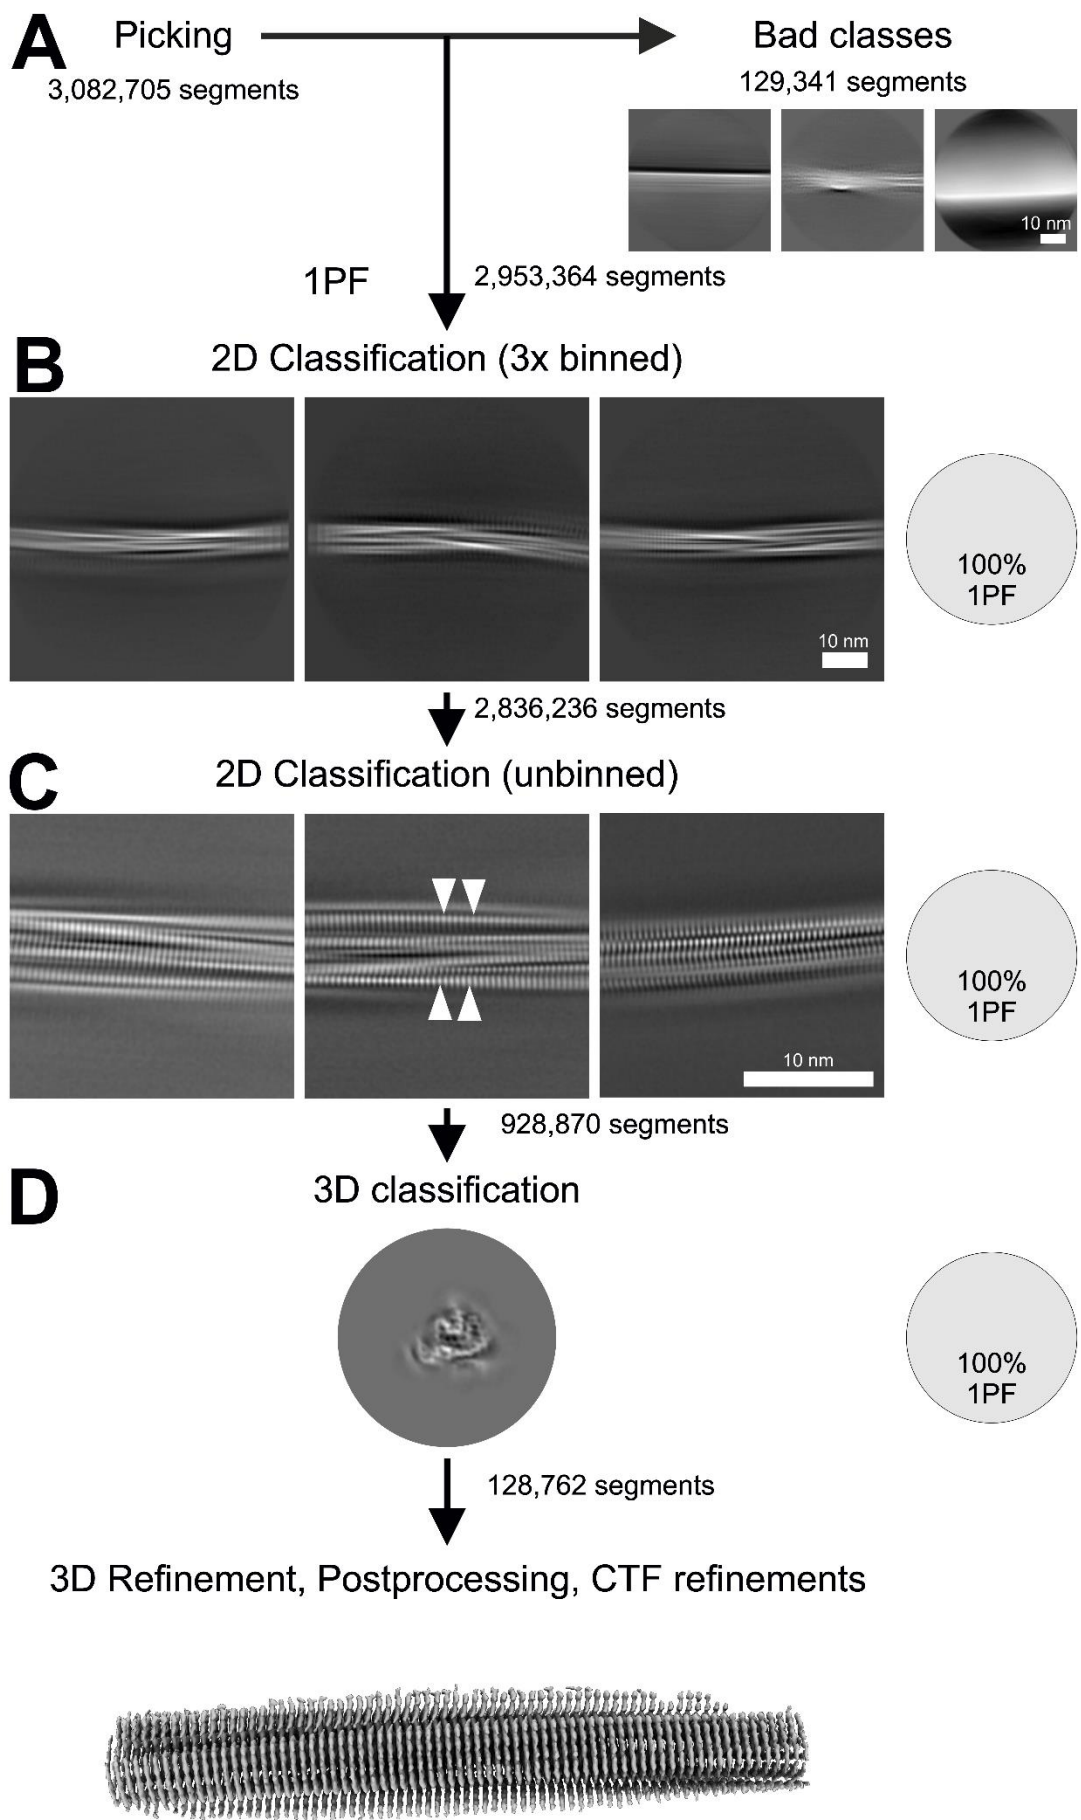 A
Picking
Bad classes
3,082,705 segments
129,341 segments
10 nm
1PF
2,953,364 segments
B
2D Classification (3x binned)
10 nm
100%
1PF
2,836,236 segments
C
2D Classification (unbinned)
10 nm
100%
1PF
928,870 segments
D
3D classification
100%
1PF
128,762 segments
3D Refinement, Postprocessing, CTF refinements